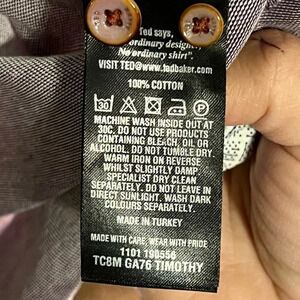 Ted says,
ordinary design
No ordinary shirt".
VISIT TED@tedbaker.com
100% COTTON
30
MACHINE WASH INSIDE OUT AT
30C. DO NOT USE PRODUCTS
CONTAINING BLEACH, OIL OR
ALCOHOL. DO NOT TUMBLE DRY.
WARM IRON ON REVERSE
WHILST SLIGHTLY DAMP.
SPECIALIST DRY CLEAN
SEPARATELY. DO NOT LEAVE IN
DIRECT SUNLIGHT. WASH DARK
COLOURS SEPARATELY.
MADE IN TURKEY
MADE WITH CARE, WEAR WITH PRIDE
1101 190556
TC8M GA76 TIMOTHY